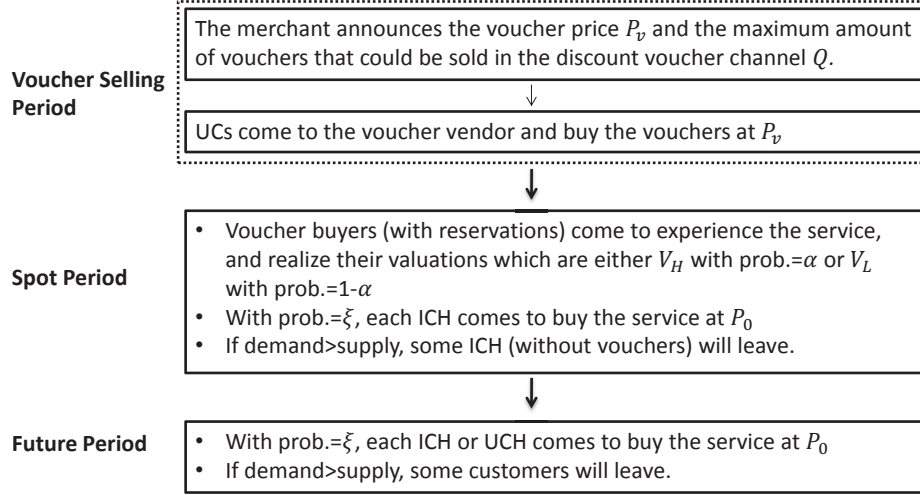 The merchant announces the voucher price P_v and the maximum amount
of vouchers that could be sold in the discount voucher channel Q.
Voucher Selling
Period
UCs come to the voucher vendor and buy the vouchers at P_v
• Voucher buyers (with reservations) come to experience the service,
and realize their valuations which are either V_H with prob.=α or V_L
with prob.=1-α
Spot Period
• With prob.=ξ, each ICH comes to buy the service at P_0
• If demand>supply, some ICH (without vouchers) will leave.
Future Period
• With prob.=ξ, each ICH or UCH comes to buy the service at P_0
• If demand>supply, some customers will leave.